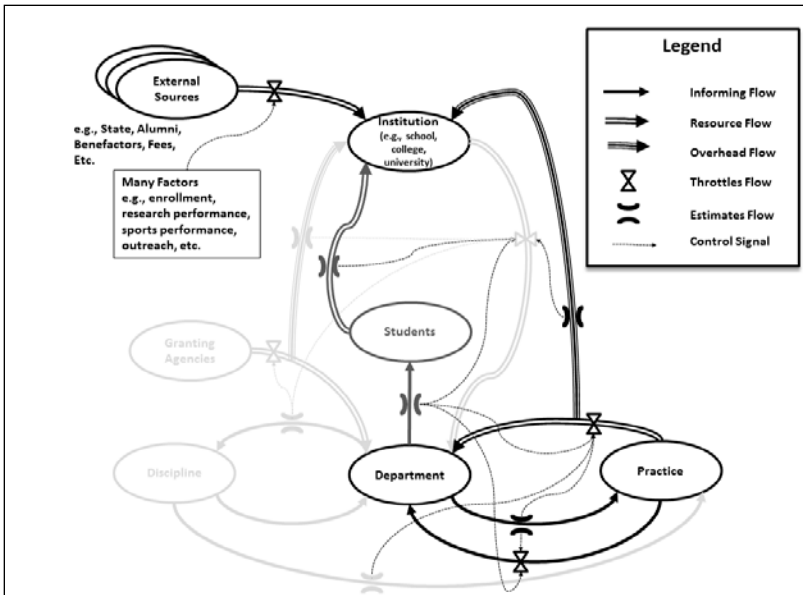 External
Sources
e.g., State, Alumni,
Benefactors, Fees,
Etc.
Many Factors
e.g., enrollment,
research performance,
sports performance,
outreach, etc.
Institution
(e.g., school,
college,
university)
Students
Granting
Agencies
Discipline
Department
Practice
Legend
Informing Flow
Resource Flow
Overhead Flow
Throttles Flow
Estimates Flow
Control Signal